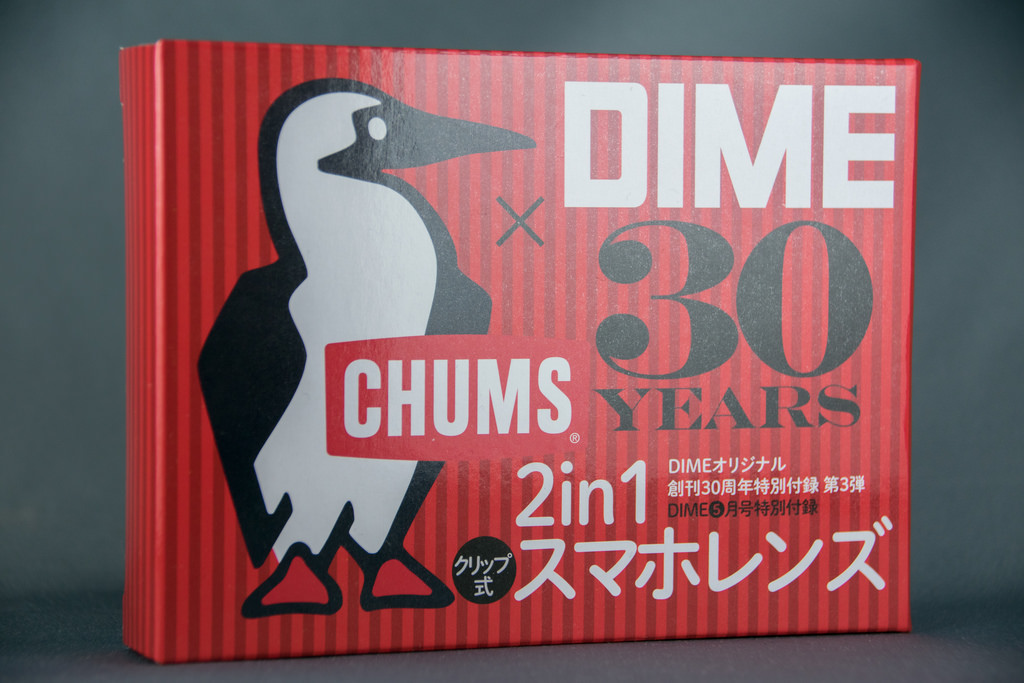 DIME
×
30
YEARS
CHUMS®
2in1
DIMEオリジナル
創刊30周年特別付録 第3弾
DIME❺月号特別付録
クリップ
式
スマホレンズ